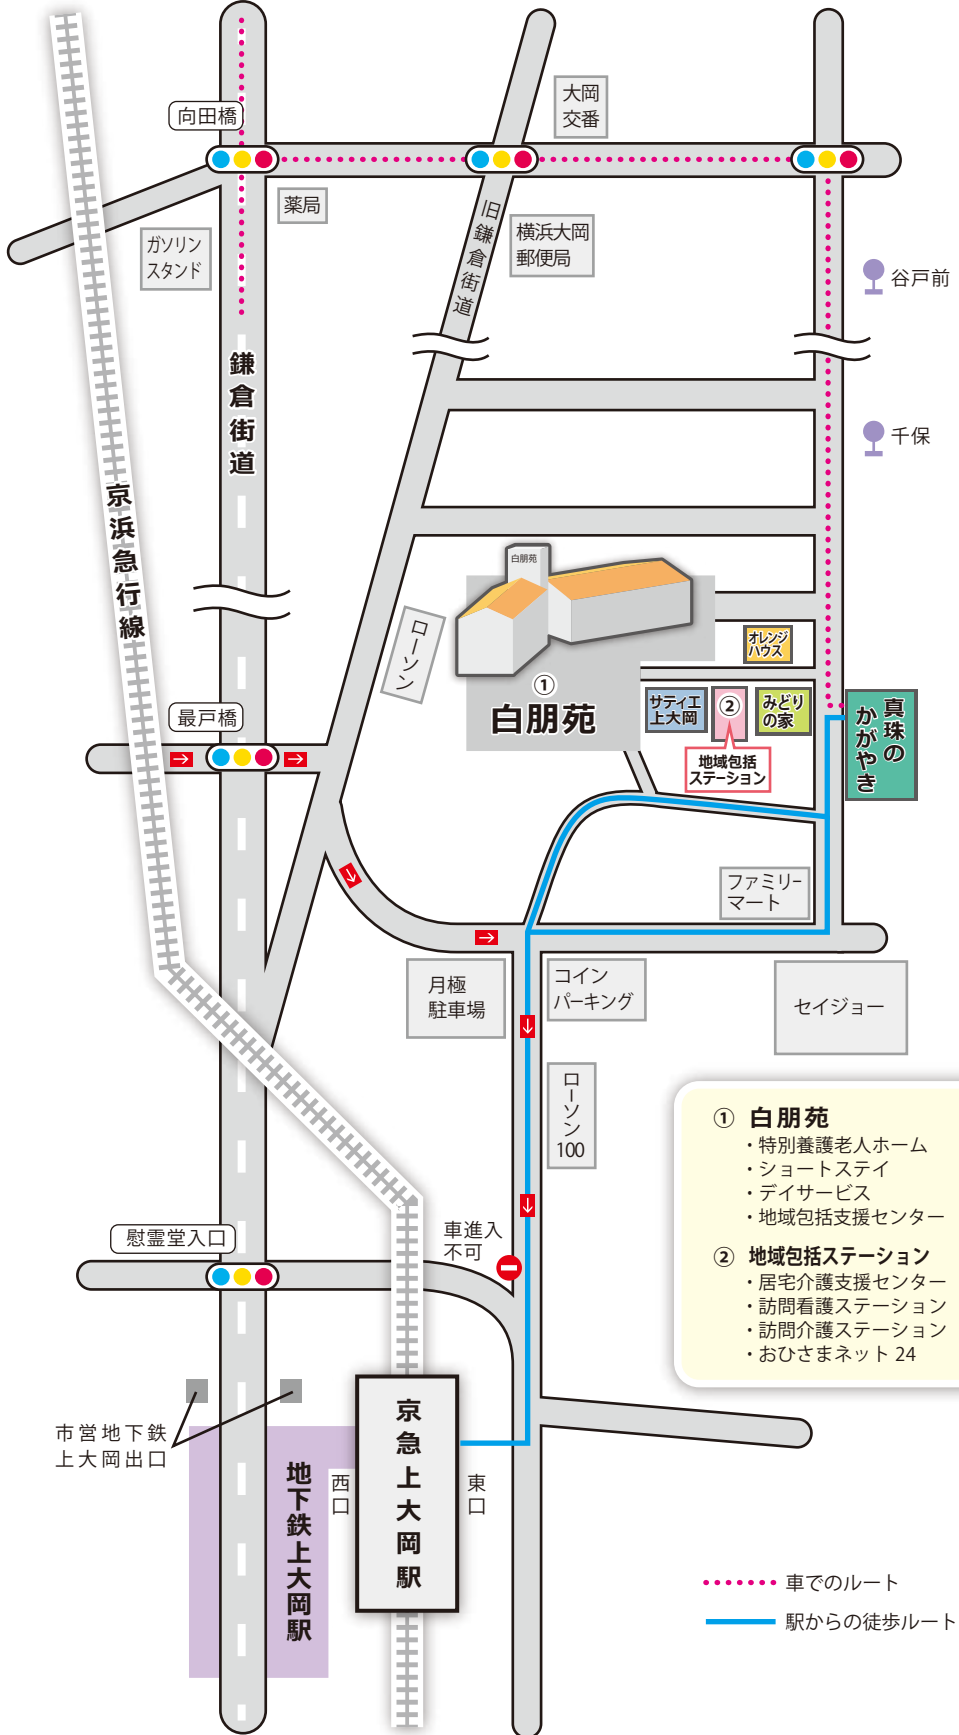 向田橋
大岡
交番
薬局
ガソリン
スタンド
旧鎌倉街道
横浜大岡
郵便局
谷戸前
鎌倉街道
千保
京浜急行線
白朋苑
ローソン
①
白朋苑
オレンジ
ハウス
サティエ
上大岡
②
みどり
の家
地域包括
ステーション
真珠の
かがやき
最戸橋
ファミリー
マート
月極
駐車場
コイン
パーキング
セイジョー
ローソン
100
① 白朋苑
・特別養護老人ホーム
・ショートステイ
・デイサービス
・地域包括支援センター
② 地域包括ステーション
・居宅介護支援センター
・訪問看護ステーション
・訪問介護ステーション
・おひさまネット 24
慰霊堂入口
車進入
不可
市営地下鉄
上大岡出口
地下鉄上大岡駅
西口
京急上大岡駅
東口
車でのルート
駅からの徒歩ルート